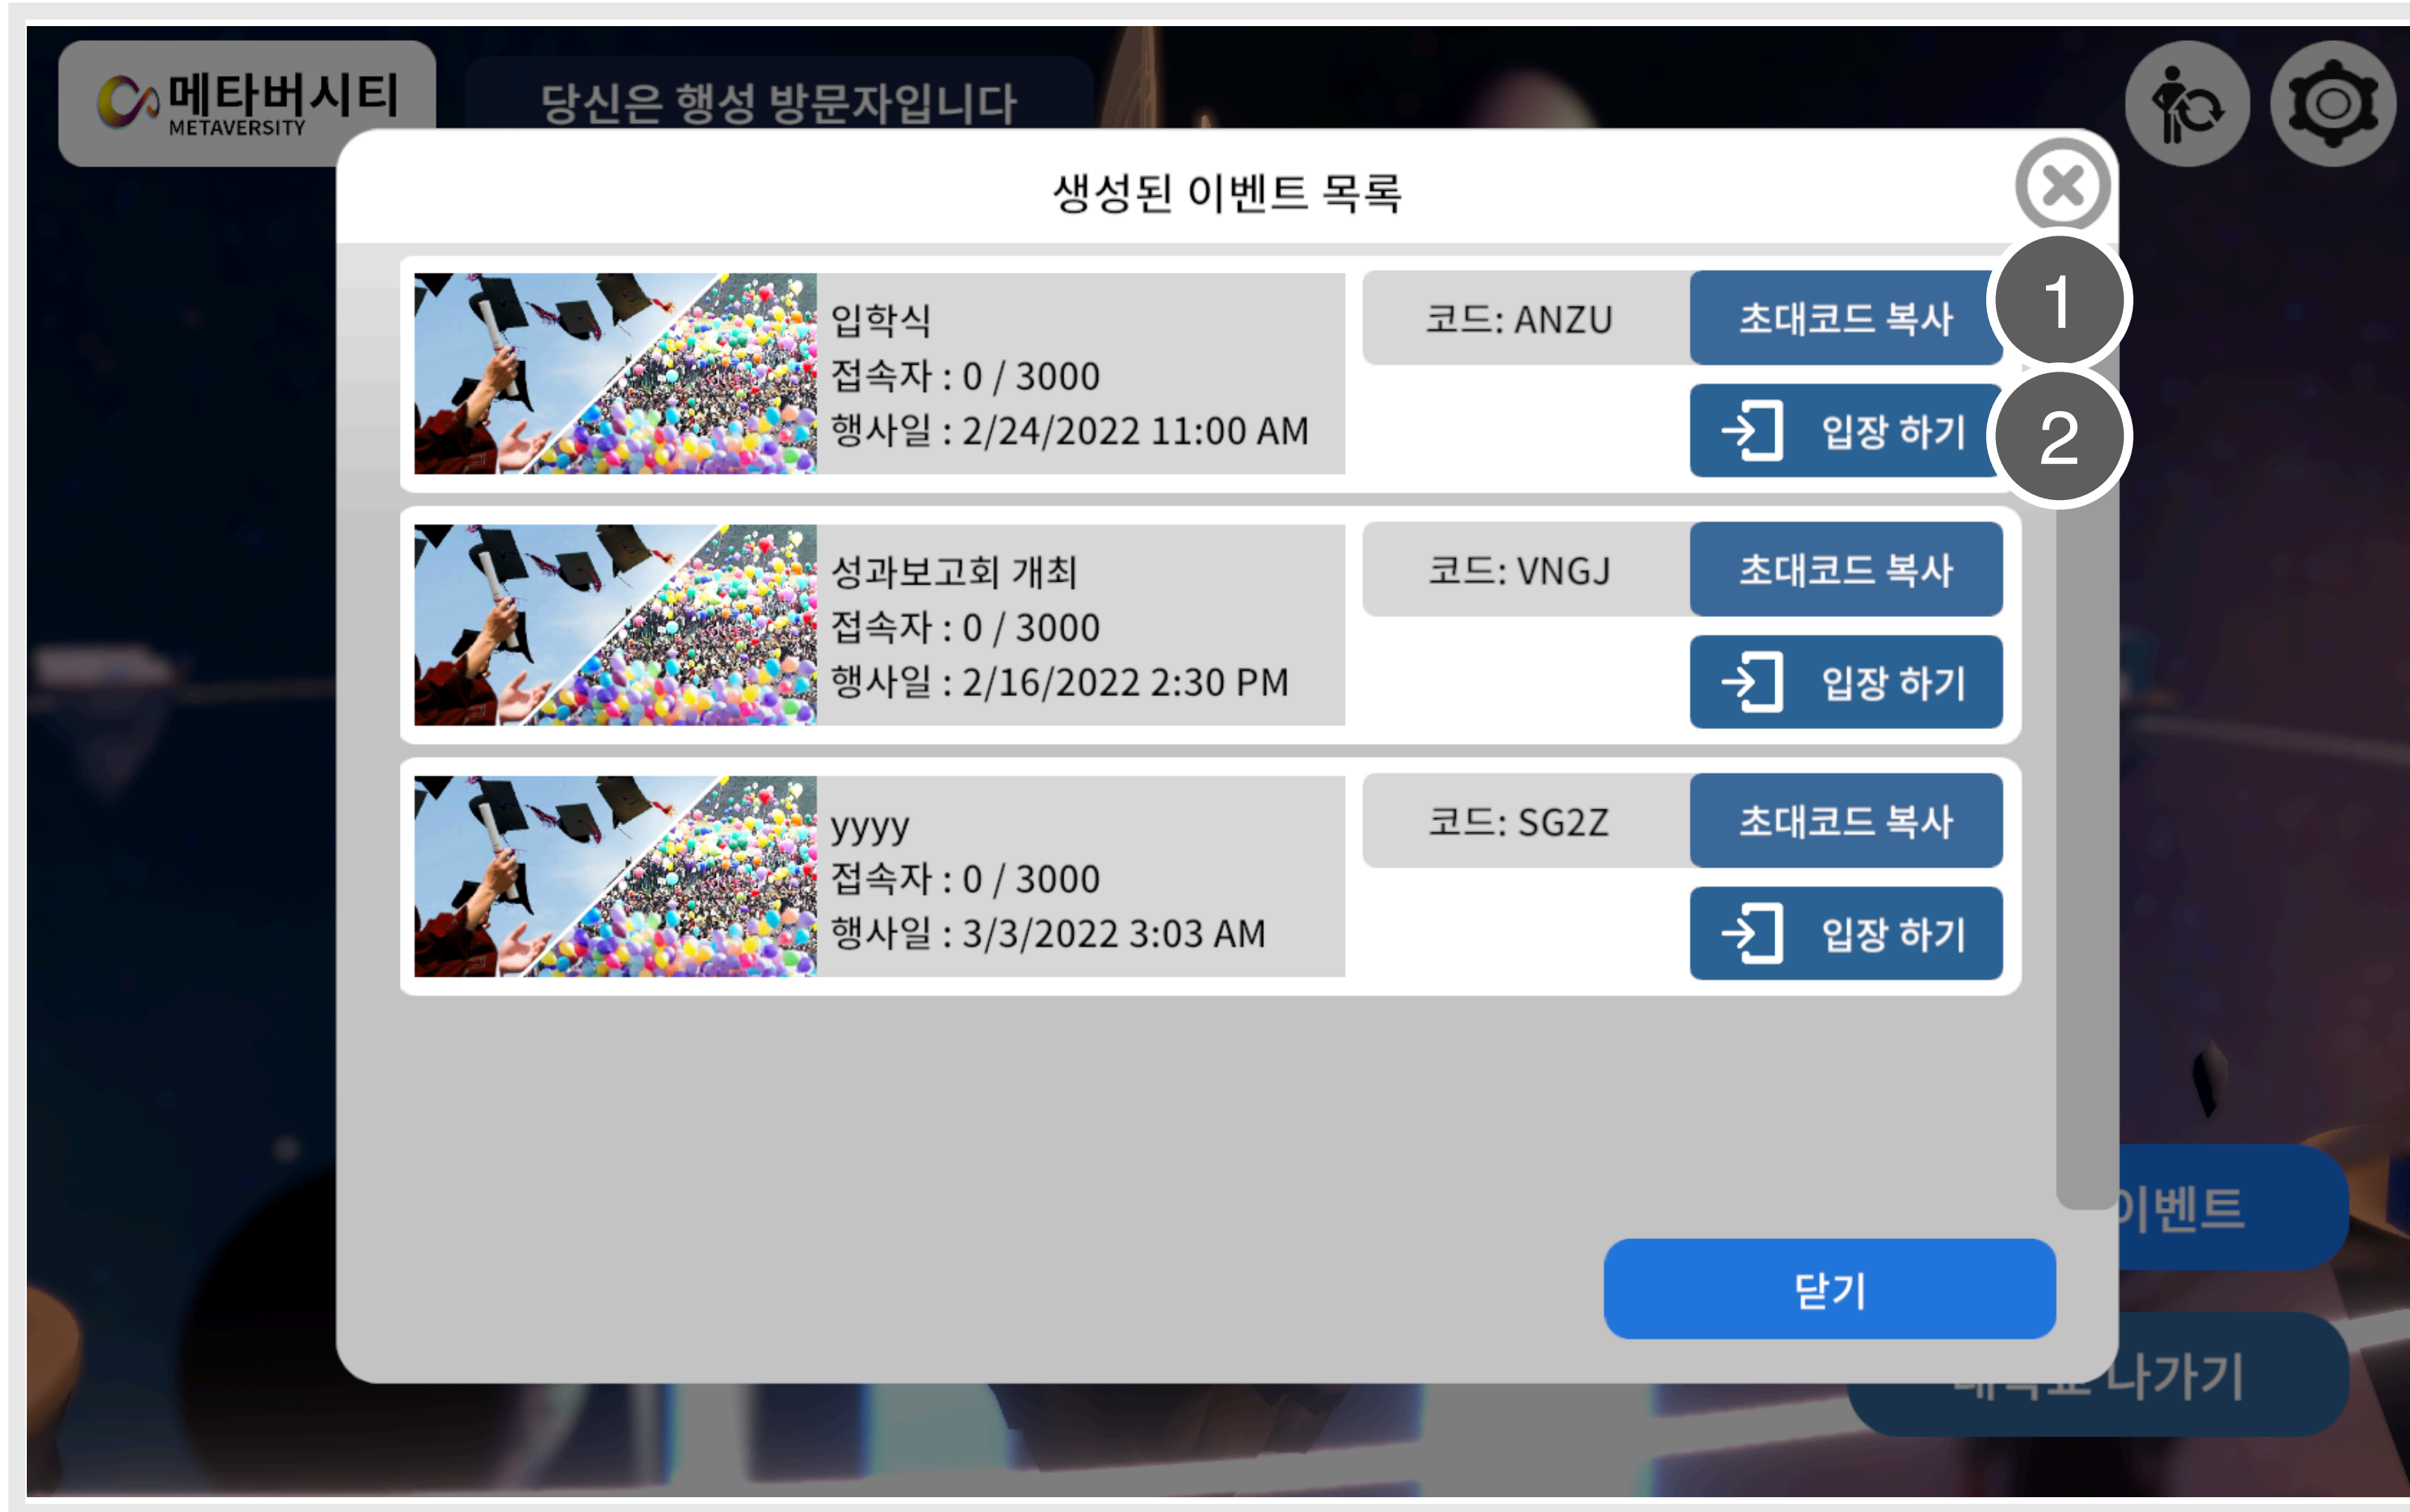 메타버시티
METAVERSITY
당신은 행성 방문자입니다
생성된 이벤트 목록
입학식
접속자 : 0 / 3000
행사일 : 2/24/2022 11:00 AM
코드: ANZU
초대코드 복사
1
입장 하기
2
성과보고회 개최
접속자 : 0 / 3000
행사일 : 2/16/2022 2:30 PM
코드: VNGJ
초대코드 복사
입장 하기
yyyy
접속자 : 0 / 3000
행사일 : 3/3/2022 3:03 AM
코드: SG2Z
초대코드 복사
입장 하기
이벤트
닫기
나가기